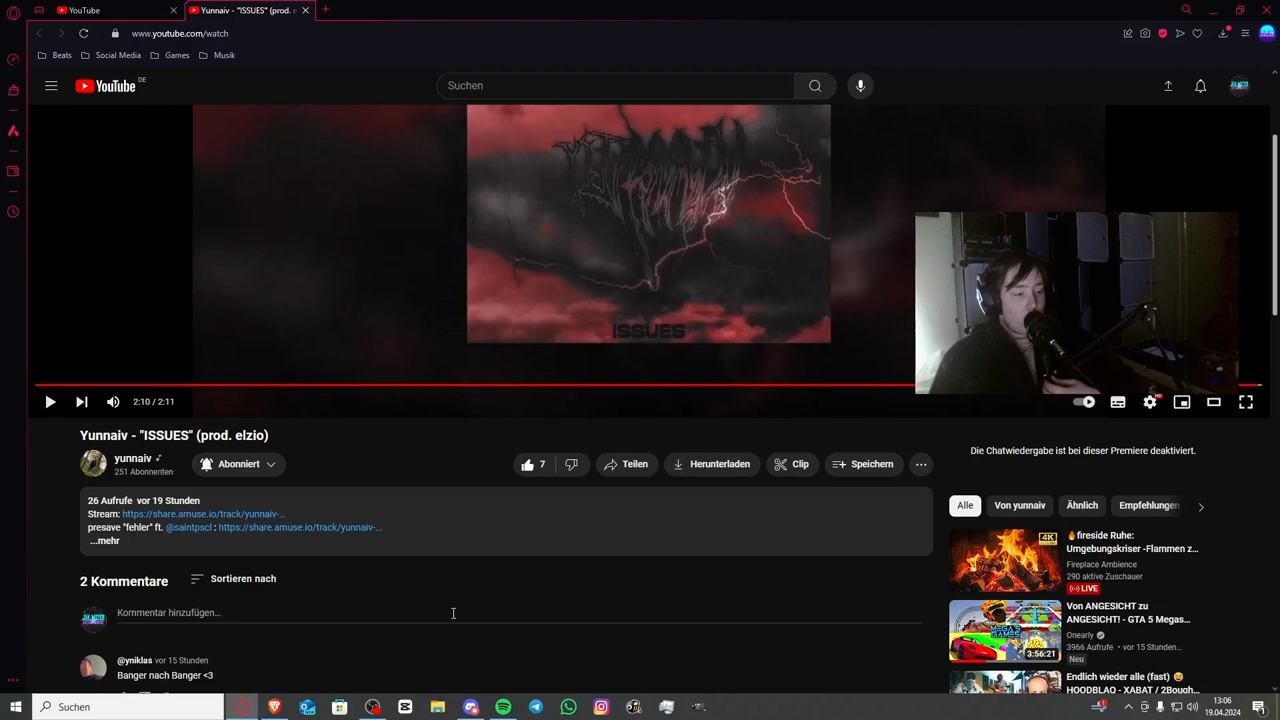 YouTube
Yunnaiv - "ISSUES" (prod. e
www.youtube.com/watch
Beats
Social Media
Games
Musik
YouTube
DE
Suchen
ISSUES
2:10 / 2:11
HD
Yunnaiv - "ISSUES" (prod. elzio)
yunnaiv
251 Abonnenten
Abonniert
7
Teilen
Herunterladen
Clip
Speichern
26 Aufrufe vor 19 Stunden
Stream: https://share.amuse.io/track/yunnaiv-...
presave "fehler" ft. @saintpscl : https://share.amuse.io/track/yunnaiv-...
...mehr
2 Kommentare
Sortieren nach
Kommentar hinzufügen...
@yniklas vor 15 Stunden
Banger nach Banger <3
Die Chatwiedergabe ist bei dieser Premiere deaktiviert.
Alle
Von yunnaiv
Ähnlich
Empfehlungen
4K
🔥fireside Ruhe:
Umgebungskriser -Flammen z...
Fireplace Ambience
290 aktive Zuschauer
LIVE
MEGA'S
GAMES
3:56:21
Von ANGESICHT zu
ANGESICHT! - GTA 5 Megas...
Onearly
3966 Aufrufe • vor 15 Stunden...
Neu
Endlich wieder alle (fast) 😅
HOODBLAQ - XABAT / 2Bough...
Suchen
13:06
19.04.2024